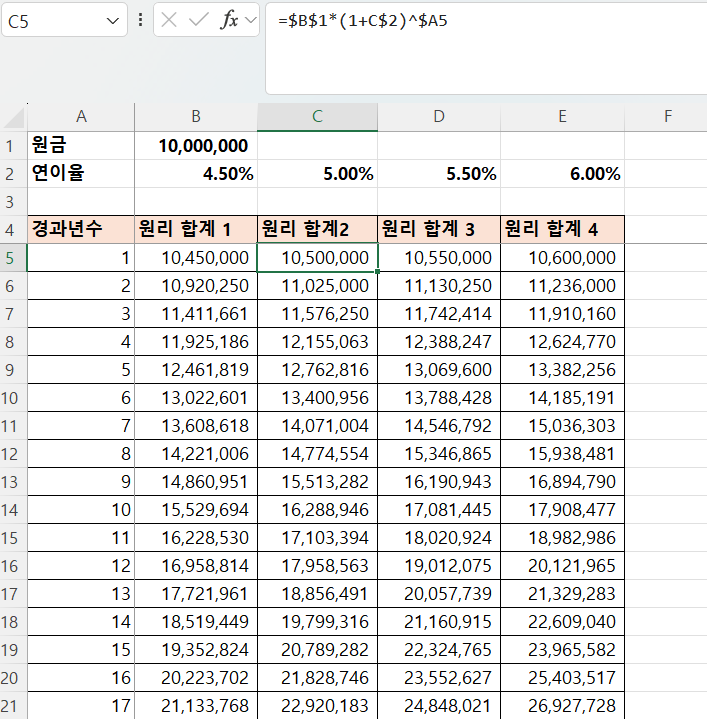 C5 fx =$B$1*(1+C$2)^$A5
A B C D E F
1 원금 10,000,000
2 연이율 4.50% 5.00% 5.50% 6.00%
3
4 경과년수 원리 합계 1 원리 합계2 원리 합계 3 원리 합계 4
5 1 10,450,000 10,500,000 10,550,000 10,600,000
6 2 10,920,250 11,025,000 11,130,250 11,236,000
7 3 11,411,661 11,576,250 11,742,414 11,910,160
8 4 11,925,186 12,155,063 12,388,247 12,624,770
9 5 12,461,819 12,762,816 13,069,600 13,382,256
10 6 13,022,601 13,400,956 13,788,428 14,185,191
11 7 13,608,618 14,071,004 14,546,792 15,036,303
12 8 14,221,006 14,774,554 15,346,865 15,938,481
13 9 14,860,951 15,513,282 16,190,943 16,894,790
14 10 15,529,694 16,288,946 17,081,445 17,908,477
15 11 16,228,530 17,103,394 18,020,924 18,982,986
16 12 16,958,814 17,958,563 19,012,075 20,121,965
17 13 17,721,961 18,856,491 20,057,739 21,329,283
18 14 18,519,449 19,799,316 21,160,915 22,609,040
19 15 19,352,824 20,789,282 22,324,765 23,965,582
20 16 20,223,702 21,828,746 23,552,627 25,403,517
21 17 21,133,768 22,920,183 24,848,021 26,927,728